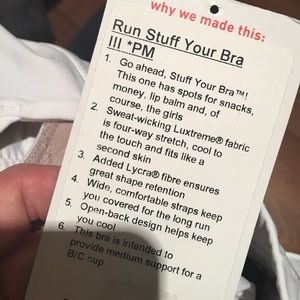 why we made this:
Run Stuff Your Bra
III *PM
1. Go ahead, Stuff Your Bra™!
This one has spots for snacks,
money, lip balm and, of
course, the girls
2. Sweat-wicking Luxtreme® fabric
is four-way stretch, cool to
the touch and fits like a
second skin
3. Added Lycra® fibre ensures
great shape retention
4. Wide, comfortable straps keep
you covered for the long run
5. Open-back design helps keep
you cool
6. This bra is intended to
provide medium support for a
B/C cup